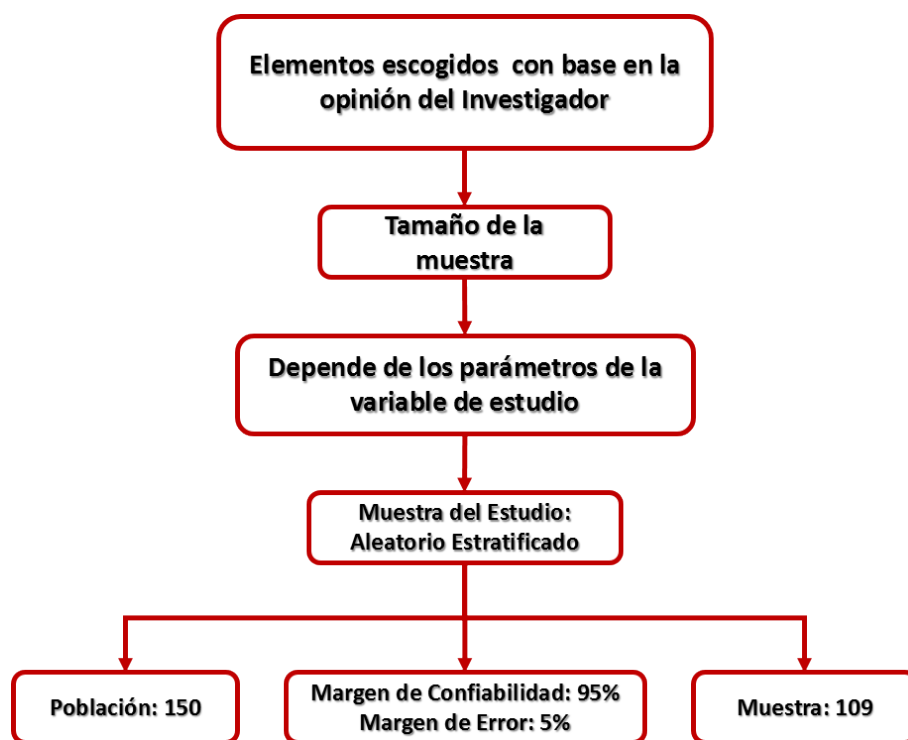 Elementos escogidos con base en la
opinión del Investigador
Tamaño de la
muestra
Depende de los parámetros de la
variable de estudio
Muestra del Estudio:
Aleatorio Estratificado
Población: 150
Margen de Confiabilidad: 95%
Margen de Error: 5%
Muestra: 109